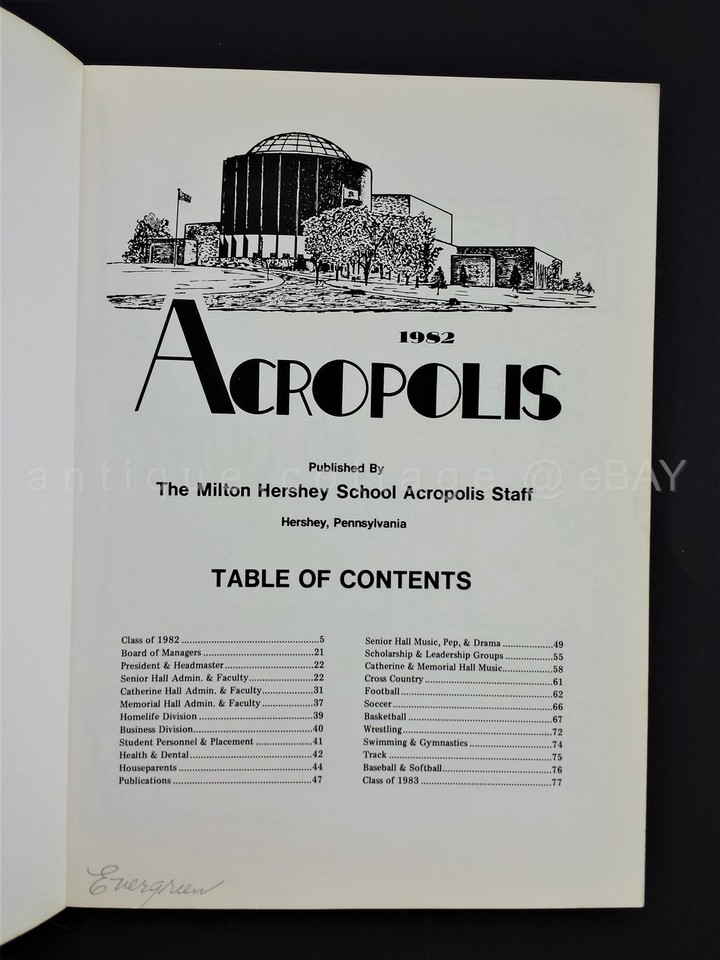 1982
ACROPOLIS
Published By
antique cottage @ eBAY
The Milton Hershey School Acropolis Staff
Hershey, Pennsylvania
TABLE OF CONTENTS
Class of 1982 ................................................5
Board of Managers ......................................21
President & Headmaster...............................22
Senior Hall Admin. & Faculty......................22
Catherine Hall Admin. & Faculty.................31
Memorial Hall Admin. & Faculty.................37
Homelife Division .......................................39
Business Division.........................................40
Student Personnel & Placement ...................41
Health & Dental...........................................42
Houseparents ..............................................44
Publications ................................................47
Senior Hall Music, Pep, & Drama .................49
Scholarship & Leadership Groups ................55
Catherine & Memorial Hall Music................58
Cross Country .............................................61
Football.......................................................62
Soccer..........................................................66
Basketball ...................................................67
Wrestling.....................................................72
Swimming & Gymnastics .............................74
Track...........................................................75
Baseball & Softball.......................................76
Class of 1983 ...............................................77
Evergreen